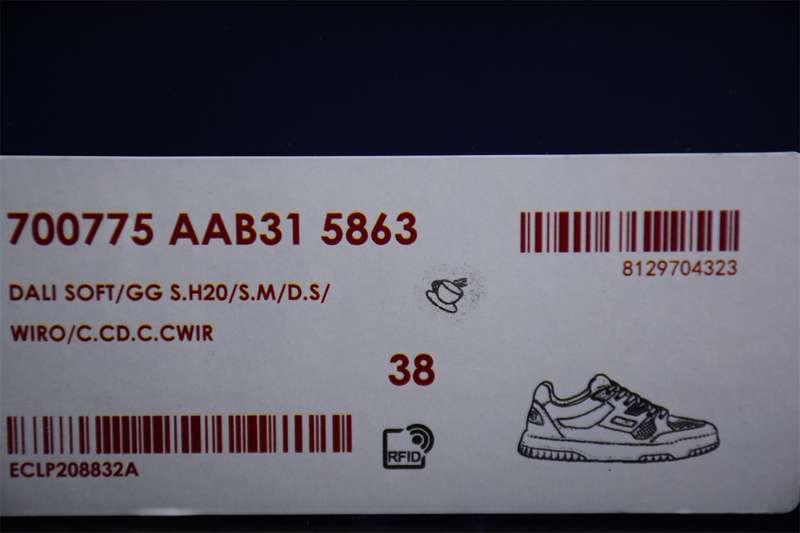 700775 AAB31 5863
8129704323
DALI SOFT/GG S.H20/S.M/D.S/
WIRO/C.CD.C.CWIR
38
RFID
ECLP208832A